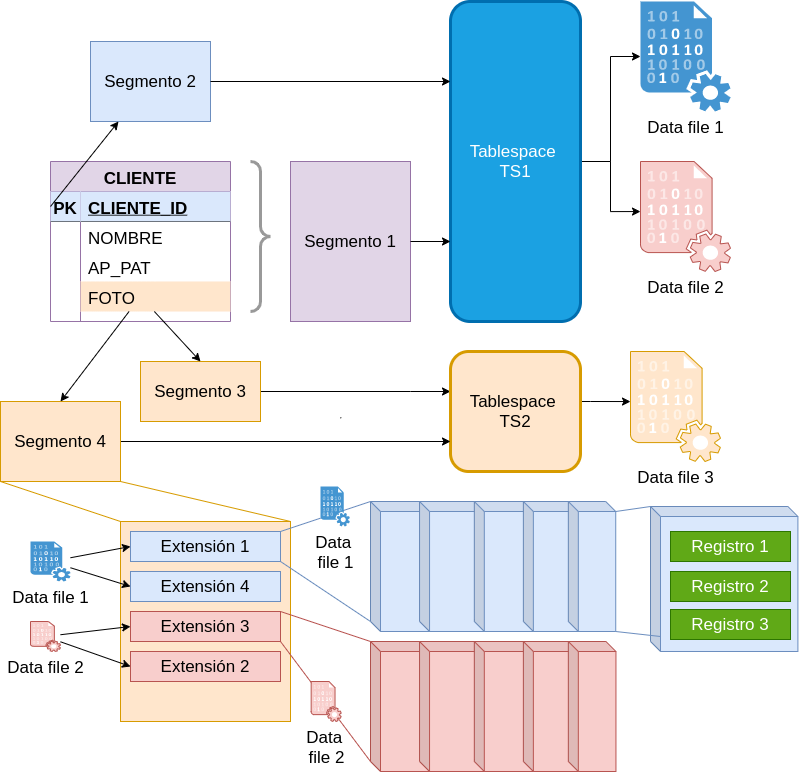 Segmento 2
Tablespace
TS1
101
01010
10110
10100
010
Data file 1
CLIENTE
PK CLIENTE_ID
NOMBRE
AP_PAT
FOTO
Segmento 1
101
01010
10110
10100
010
Data file 2
Segmento 3
Segmento 4
Tablespace
TS2
101
01010
10110
10100
010
Data file 3
Data file 1
Data file 2
Extensión 1
Extensión 4
Extensión 3
Extensión 2
Data
file 1
Data
file 2
Registro 1
Registro 2
Registro 3